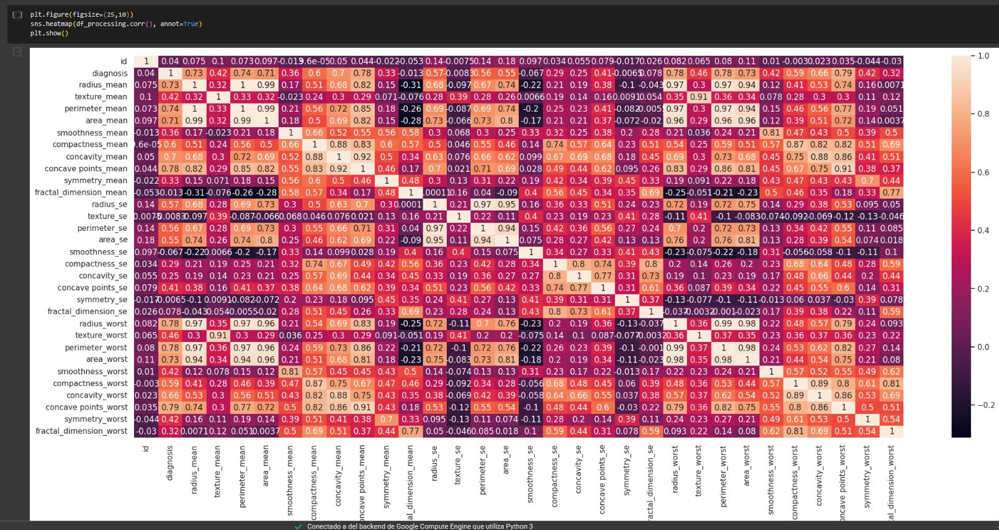 plt.figure(figsize=(25,10))
sns.heatmap(df_processing.corr(), annot=True)
plt.show()
id 1 0.04 0.075 0.1 0.073 0.097 -0.013 9.6e-05 0.05 0.044 -0.022 -0.053 0.14 -0.0075 0.14 0.18 0.097 0.034 0.055 0.079 -0.017 0.026 0.082 0.065 0.08 0.11 0.01 -0.003 0.023 0.035 -0.044 -0.03
diagnosis 0.04 1 0.73 0.42 0.74 0.71 0.36 0.6 0.7 0.78 0.33 -0.013 0.57 -0.0083 0.56 0.55 -0.067 0.29 0.25 0.41 -0.0065 0.078 0.78 0.46 0.78 0.73 0.42 0.59 0.66 0.79 0.42 0.32
radius_mean 0.075 0.73 1 0.32 1 0.99 0.17 0.51 0.68 0.82 0.15 -0.31 0.68 -0.097 0.67 0.74 -0.22 0.21 0.19 0.38 -0.1 -0.043 0.97 0.3 0.97 0.94 0.12 0.41 0.53 0.74 0.16 0.0071
texture_mean 0.1 0.42 0.32 1 0.33 0.32 -0.023 0.24 0.3 0.29 0.071 -0.076 0.28 0.39 0.28 0.26 0.0066 0.19 0.14 0.16 0.0091 0.054 0.35 0.91 0.36 0.34 0.078 0.28 0.3 0.3 0.11 0.12
perimeter_mean 0.073 0.74 1 0.33 1 0.99 0.21 0.56 0.72 0.85 0.18 -0.26 0.69 -0.087 0.69 0.74 -0.2 0.25 0.23 0.41 -0.082 -0.0055 0.97 0.3 0.97 0.94 0.15 0.46 0.56 0.77 0.19 0.051
area_mean 0.097 0.71 0.99 0.32 0.99 1 0.18 0.5 0.69 0.82 0.15 -0.28 0.73 -0.066 0.73 0.8 -0.17 0.21 0.21 0.37 -0.072 -0.02 0.96 0.29 0.96 0.96 0.12 0.39 0.51 0.72 0.14 0.0037
smoothness_mean -0.013 0.36 0.17 -0.023 0.21 0.18 1 0.66 0.52 0.55 0.56 0.58 0.3 0.068 0.3 0.25 0.33 0.32 0.25 0.38 0.2 0.28 0.21 0.036 0.24 0.21 0.81 0.47 0.43 0.5 0.39 0.5
compactness_mean 9.6e-05 0.6 0.51 0.24 0.56 0.5 0.66 1 0.88 0.83 0.6 0.57 0.5 0.046 0.55 0.46 0.14 0.74 0.57 0.64 0.23 0.51 0.54 0.25 0.59 0.51 0.57 0.87 0.82 0.82 0.51 0.69
concavity_mean 0.05 0.7 0.68 0.3 0.72 0.69 0.52 0.88 1 0.92 0.5 0.34 0.63 0.076 0.66 0.62 0.099 0.67 0.69 0.68 0.18 0.45 0.69 0.3 0.73 0.68 0.45 0.75 0.88 0.86 0.41 0.51
concave points_mean 0.044 0.78 0.82 0.29 0.85 0.82 0.55 0.83 0.92 1 0.46 0.17 0.7 0.021 0.71 0.69 0.028 0.49 0.44 0.62 0.095 0.26 0.83 0.29 0.86 0.81 0.45 0.67 0.75 0.91 0.38 0.37
symmetry_mean -0.022 0.33 0.15 0.071 0.18 0.15 0.56 0.6 0.5 0.46 1 0.48 0.3 0.13 0.31 0.22 0.19 0.42 0.34 0.39 0.45 0.33 0.19 0.091 0.22 0.18 0.43 0.47 0.43 0.43 0.7 0.44
fractal_dimension_mean -0.053 -0.013 -0.31 -0.076 -0.26 -0.28 0.58 0.57 0.34 0.17 0.48 1 0.16 0.04 -0.09 0.4 0.56 0.45 0.34 0.35 0.69 -0.25 -0.051 -0.21 -0.23 0.5 0.46 0.35 0.18 0.33 0.77
radius_se 0.14 0.57 0.68 0.28 0.69 0.73 0.3 0.5 0.63 0.7 0.3 1 0.21 0.97 0.95 0.16 0.36 0.33 0.51 0.24 0.23 0.72 0.19 0.72 0.75 0.14 0.29 0.38 0.53 0.095 0.05
texture_se -0.0075 -0.0083 -0.097 0.39 -0.087 -0.066 0.068 0.046 0.076 0.021 0.13 0.16 0.21 1 0.22 0.11 0.4 0.23 0.19 0.23 0.41 0.28 -0.11 0.41 -0.1 -0.083 -0.074 -0.092 -0.069 -0.12 -0.13 -0.046
perimeter_se 0.14 0.56 0.67 0.28 0.69 0.73 0.3 0.55 0.66 0.71 0.31 0.04 0.97 0.22 1 0.94 0.15 0.42 0.36 0.56 0.27 0.24 0.7 0.2 0.72 0.73 0.13 0.34 0.42 0.55 0.11 0.085
area_se 0.18 0.55 0.74 0.26 0.74 0.8 0.25 0.46 0.62 0.69 0.22 -0.09 0.95 0.11 0.94 1 0.075 0.28 0.27 0.42 0.13 0.13 0.76 0.2 0.76 0.81 0.13 0.28 0.39 0.54 0.074 0.018
smoothness_se 0.097 -0.067 -0.22 0.0066 -0.2 -0.17 0.33 0.14 0.099 0.028 0.19 0.4 0.16 0.4 0.15 0.075 1 0.34 0.27 0.33 0.41 0.43 -0.23 -0.075 -0.22 -0.18 0.31 -0.056 -0.058 -0.1 -0.11 0.1
compactness_se 0.034 0.29 0.21 0.19 0.25 0.21 0.32 0.74 0.67 0.49 0.42 0.56 0.36 0.23 0.42 0.28 0.34 1 0.8 0.74 0.39 0.8 0.2 0.14 0.26 0.2 0.23 0.68 0.64 0.48 0.28 0.59
concavity_se 0.055 0.25 0.19 0.14 0.23 0.21 0.25 0.57 0.69 0.44 0.34 0.45 0.33 0.19 0.36 0.27 0.27 0.8 1 0.77 0.31 0.73 0.19 0.1 0.23 0.19 0.17 0.48 0.66 0.44 0.2 0.44
concave points_se 0.079 0.41 0.38 0.16 0.41 0.37 0.38 0.64 0.68 0.62 0.39 0.34 0.51 0.23 0.56 0.42 0.33 0.74 0.77 1 0.31 0.61 0.36 0.087 0.39 0.34 0.22 0.45 0.55 0.6 0.14 0.31
symmetry_se -0.017 0.0065 -0.1 0.0091 -0.082 -0.072 0.2 0.23 0.18 0.095 0.45 0.35 0.24 0.41 0.27 0.13 0.41 0.39 0.31 0.31 1 0.37 -0.13 -0.077 -0.1 -0.11 -0.013 0.06 0.037 -0.03 0.39 0.078
fractal_dimension_se 0.026 0.078 -0.043 0.054 -0.0055 -0.02 0.28 0.51 0.45 0.26 0.33 0.69 0.23 0.28 0.24 0.13 0.43 0.8 0.73 0.61 0.37 1 -0.037 -0.0032 -0.001 -0.023 0.17 0.39 0.38 0.22 0.11 0.59
radius_worst 0.082 0.78 0.97 0.35 0.97 0.96 0.21 0.54 0.69 0.83 0.19 -0.25 0.72 -0.11 0.7 0.76 -0.23 0.2 0.19 0.36 -0.13 -0.037 1 0.36 0.99 0.98 0.22 0.48 0.57 0.79 0.24 0.093
texture_worst 0.065 0.46 0.3 0.91 0.3 0.29 0.036 0.25 0.3 0.29 0.091 -0.051 0.19 0.41 0.2 0.2 -0.075 0.14 0.1 0.087 -0.077 -0.0032 0.36 1 0.37 0.35 0.23 0.36 0.37 0.36 0.23 0.22
perimeter_worst 0.08 0.78 0.97 0.36 0.97 0.96 0.24 0.59 0.73 0.86 0.22 -0.21 0.72 -0.1 0.72 0.76 -0.22 0.26 0.23 0.39 -0.1 -0.001 0.99 0.37 1 0.98 0.24 0.53 0.62 0.82 0.27 0.14
area_worst 0.11 0.73 0.94 0.34 0.94 0.96 0.21 0.51 0.68 0.81 0.18 -0.23 0.75 -0.083 0.73 0.81 -0.18 0.2 0.19 0.34 -0.11 -0.023 0.98 0.35 0.98 1 0.21 0.44 0.54 0.75 0.21 0.08
smoothness_worst 0.01 0.42 0.12 0.078 0.15 0.12 0.81 0.57 0.45 0.45 0.43 0.5 0.14 -0.074 0.13 0.13 0.31 0.23 0.17 0.22 -0.013 0.17 0.22 0.23 0.24 0.21 1 0.57 0.52 0.55 0.49 0.62
compactness_worst -0.003 0.59 0.41 0.28 0.46 0.39 0.47 0.87 0.75 0.67 0.47 0.46 0.29 -0.092 0.34 0.28 -0.056 0.68 0.48 0.45 0.06 0.39 0.48 0.36 0.53 0.44 0.57 1 0.89 0.8 0.61 0.81
concavity_worst 0.023 0.66 0.53 0.3 0.56 0.51 0.43 0.82 0.88 0.75 0.43 0.35 0.38 -0.069 0.42 0.39 -0.058 0.64 0.66 0.55 0.037 0.38 0.57 0.37 0.62 0.54 0.52 0.89 1 0.86 0.53 0.69
concave points_worst 0.035 0.79 0.74 0.3 0.77 0.72 0.5 0.82 0.86 0.91 0.43 0.18 0.53 -0.12 0.55 0.54 -0.1 0.48 0.44 0.6 -0.03 0.22 0.79 0.36 0.82 0.75 0.55 0.8 0.86 1 0.5 0.51
symmetry_worst -0.044 0.42 0.16 0.11 0.19 0.14 0.39 0.51 0.41 0.38 0.7 0.33 0.095 -0.13 0.11 0.074 -0.11 0.28 0.2 0.14 0.39 0.11 0.24 0.23 0.27 0.21 0.49 0.61 0.53 0.5 1 0.54
fractal_dimension_worst -0.03 0.32 0.0071 0.12 0.051 0.0037 0.5 0.69 0.51 0.37 0.44 0.77 0.05 -0.046 0.085 0.018 0.1 0.59 0.44 0.31 0.078 0.59 0.093 0.22 0.14 0.08 0.62 0.81 0.69 0.51 0.54 1
1.0
0.8
0.6
0.4
0.2
0.0
−0.2
id
diagnosis
radius_mean
texture_mean
perimeter_mean
area_mean
smoothness_mean
compactness_mean
concavity_mean
oncave points_mean
symmetry_mean
tal_dimension_mean
radius_se
texture_se
perimeter_se
area_se
smoothness_se
compactness_se
concavity_se
concave points_se
symmetry_se
ractal_dimension_se
radius_worst
texture_worst
perimeter_worst
area_worst
smoothness_worst
compactness_worst
concavity_worst
oncave points_worst
symmetry_worst
tal_dimension_worst
Conectado a del backend de Google Compute Engine que utiliza Python 3